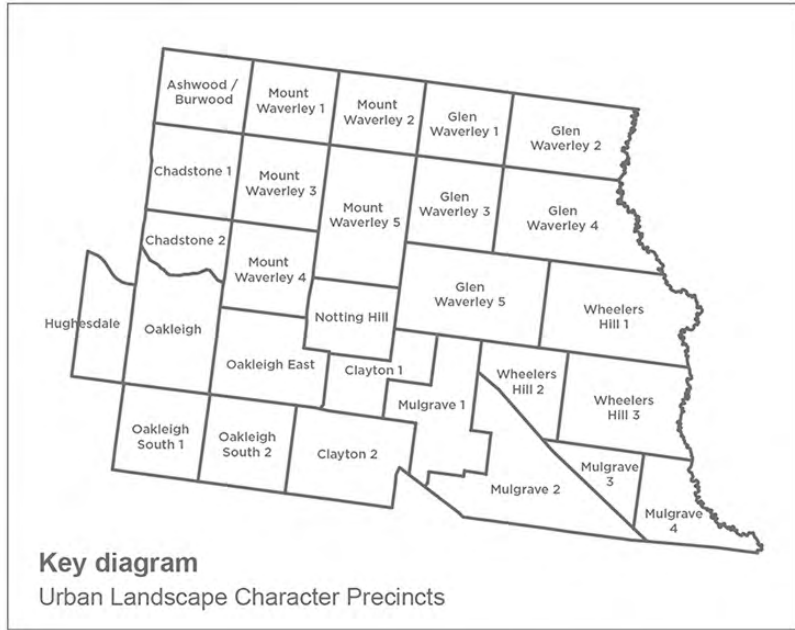 Ashwood /
Burwood
Mount
Waverley 1
Mount
Waverley 2
Glen
Waverley 1
Glen
Waverley 2
Chadstone 1
Mount
Waverley 3
Mount
Waverley 5
Glen
Waverley 3
Glen
Waverley 4
Chadstone 2
Mount
Waverley 4
Glen
Waverley 5
Wheelers
Hill 1
Hughesdale
Oakleigh
Notting Hill
Oakleigh East
Clayton 1
Wheelers
Hill 2
Wheelers
Hill 3
Mulgrave 1
Oakleigh
South 1
Oakleigh
South 2
Clayton 2
Mulgrave 2
Mulgrave
3
Mulgrave
4
Key diagram
Urban Landscape Character Precincts